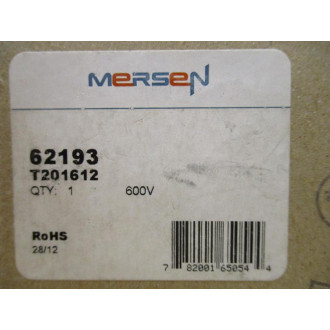 MERSEN
62193
T201612
QTY: 1 600V
RoHS
28/12
7 82001 65054 4